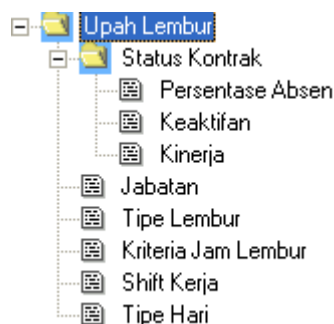 Upah Lembur
Status Kontrak
Persentase Absen
Keaktifan
Kinerja
Jabatan
Tipe Lembur
Kriteria Jam Lembur
Shift Kerja
Tipe Hari